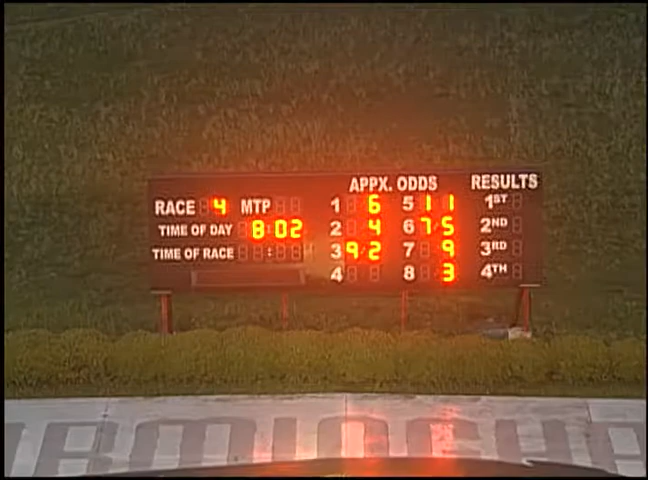 APPX. ODDS RESULTS
RACE 4 MTP 1 6 5 11 1ST
TIME OF DAY 8:02 2 4 6 7/5 2ND
TIME OF RACE : 3 9/2 7 9 3RD
4 8 3 4TH